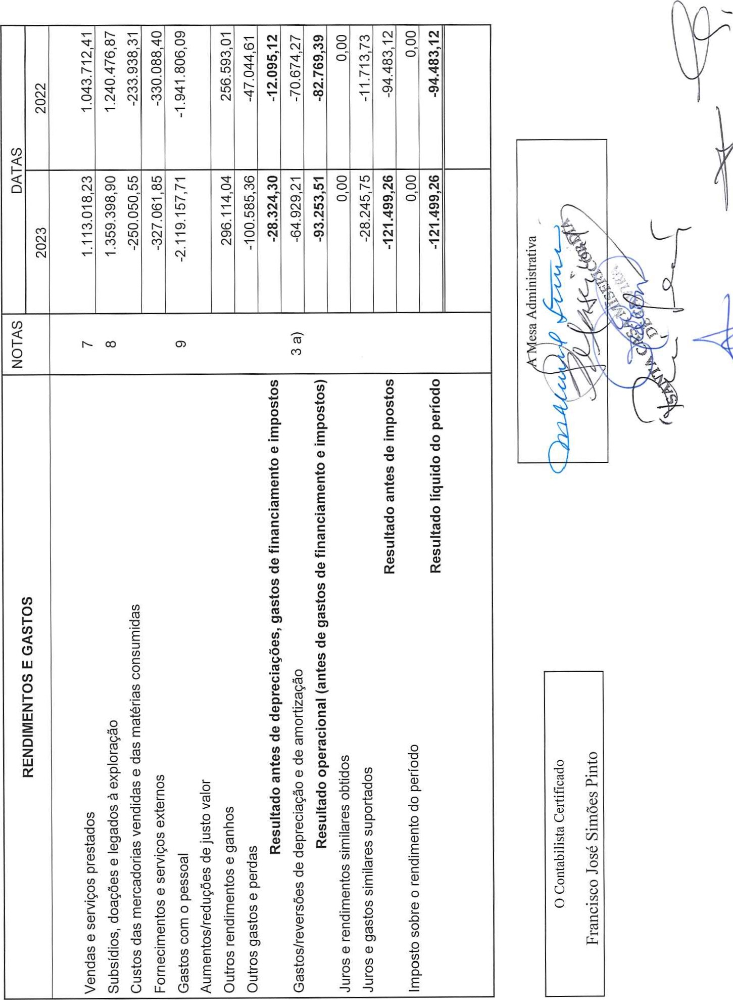 RENDIMENTOS E GASTOS NOTAS DATAS
2023 2022
Vendas e serviços prestados 7 1.113.018,23 1.043.712,41
Subsídios, doações e legados à exploração 8 1.359.398,90 1.240.476,87
Custos das mercadorias vendidas e das matérias consumidas -250.050,55 -233.938,31
Fornecimentos e serviços externos -327.061,85 -330.088,40
Gastos com o pessoal 9 -2.119.157,71 -1.941.806,09
Aumentos/reduções de justo valor
Outros rendimentos e ganhos 296.114,04 256.593,01
Outros gastos e perdas -100.585,36 -47.044,61
Resultado antes de depreciações, gastos de financiamento e impostos -28.324,30 -12.095,12
Gastos/reversões de depreciação e de amortização 3 a) -64.929,21 -70.674,27
Resultado operacional (antes de gastos de financiamento e impostos) -93.253,51 -82.769,39
Juros e rendimentos similares obtidos 0,00 0,00
Juros e gastos similares suportados -28.245,75 -11.713,73
Resultado antes de impostos -121.499,26 -94.483,12
Imposto sobre o rendimento do período 0,00 0,00
Resultado líquido do período -121.499,26 -94.483,12
O Contabilista Certificado
Francisco José Simões Pinto
A Mesa Administrativa
SANTA CASA MISERICÓRDIA
DE